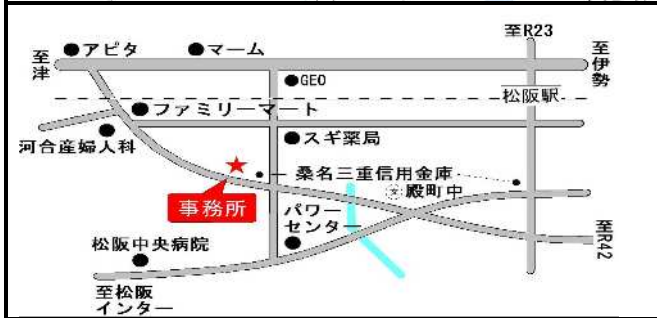 至R23
●アピタ
●マーム
至津
至伊勢
●GEO
松阪駅
●ファミリーマート
●スギ薬局
河合産婦人科
桑名三重信用金庫
殿町中
事務所
パワー
センター
松阪中央病院
至R42
至松阪
インター